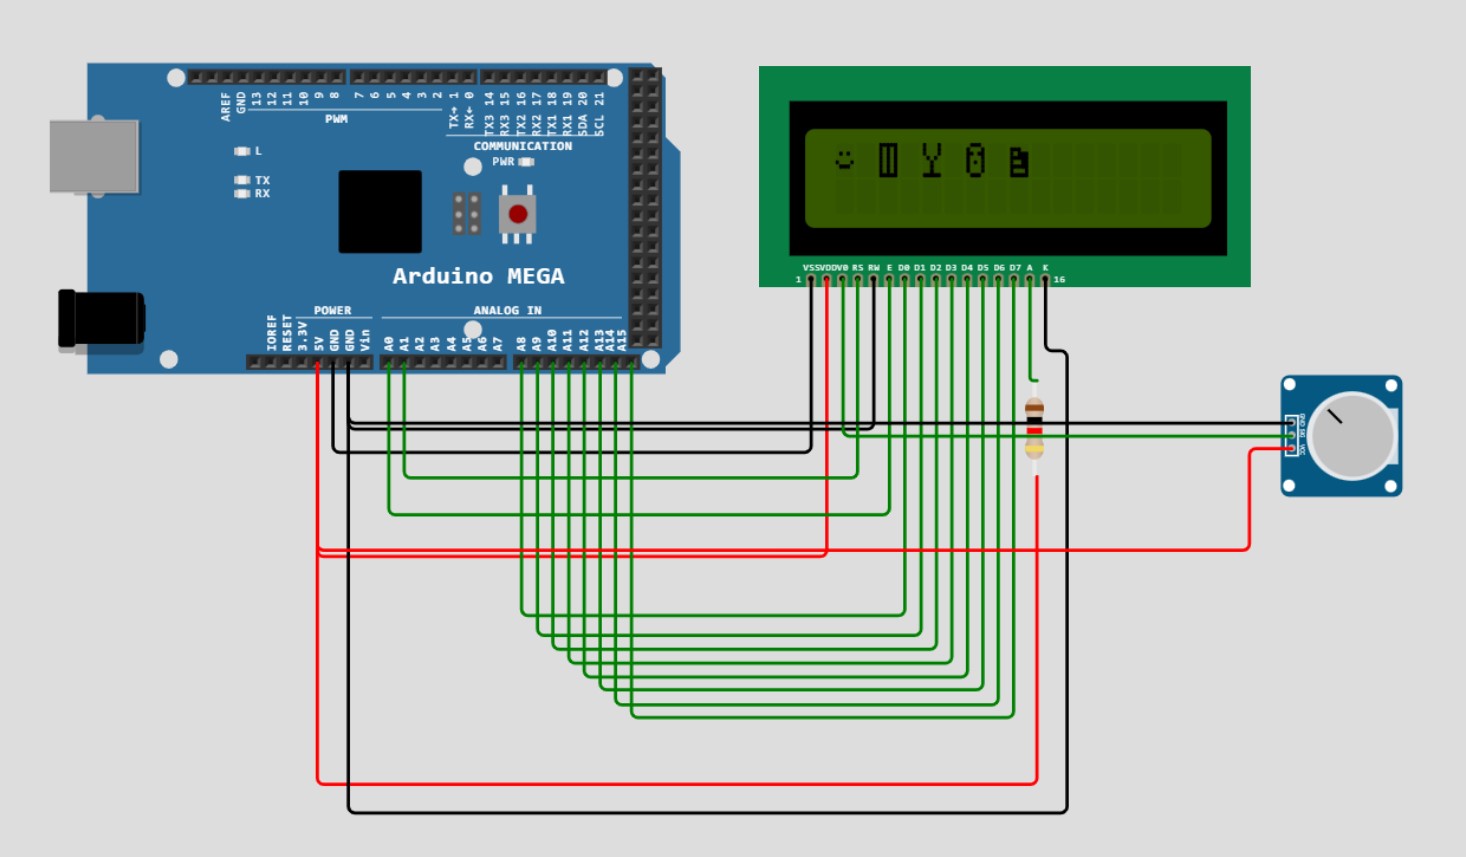 AREF GND 13 12 11 10 9 8 7 6 5 4 3 2 TX→ 1 RX← 0 TX3 14 RX3 15 TX2 16 RX2 17 TX1 18 RX1 19 SDA 20 SCL 21
PWM
COMMUNICATION
L
PWR
TX
RX
Arduino MEGA
POWER
ANALOG IN
IOREF RESET 3.3V 5V GND GND Vin A0 A1 A2 A3 A4 A5 A6 A7 A8 A9 A10 A11 A12 A13 A14 A15
VSS VDD V0 RS RW E D0 D1 D2 D3 D4 D5 D6 D7 A K
1
16
GND
SIG
VCC